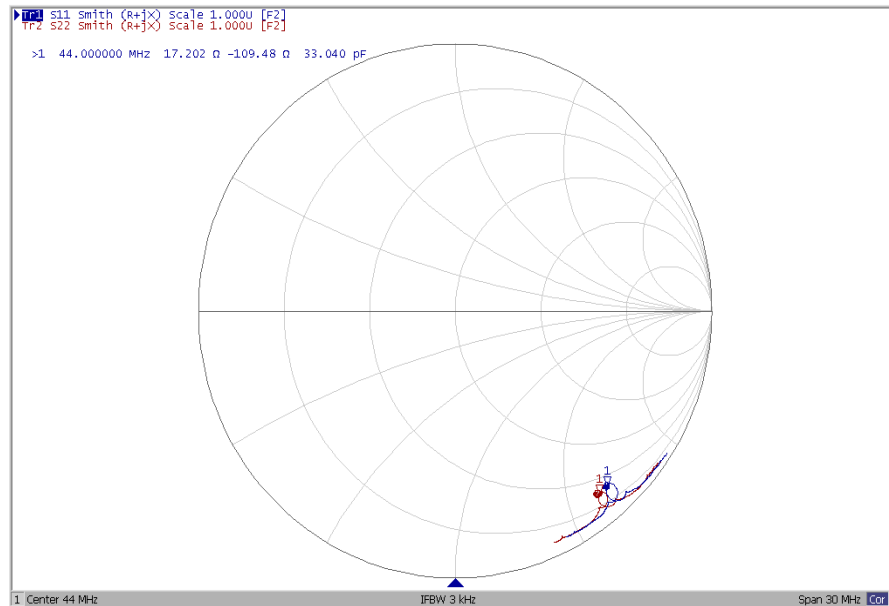 Tr1 S11 Smith (R+jX) Scale 1.000U [F2]
Tr2 S22 Smith (R+jX) Scale 1.000U [F2]
>1 44.000000 MHz 17.202 Ω -109.48 Ω 33.040 pF
1
1
1 Center 44 MHz IFBW 3 kHz Span 30 MHz Cor